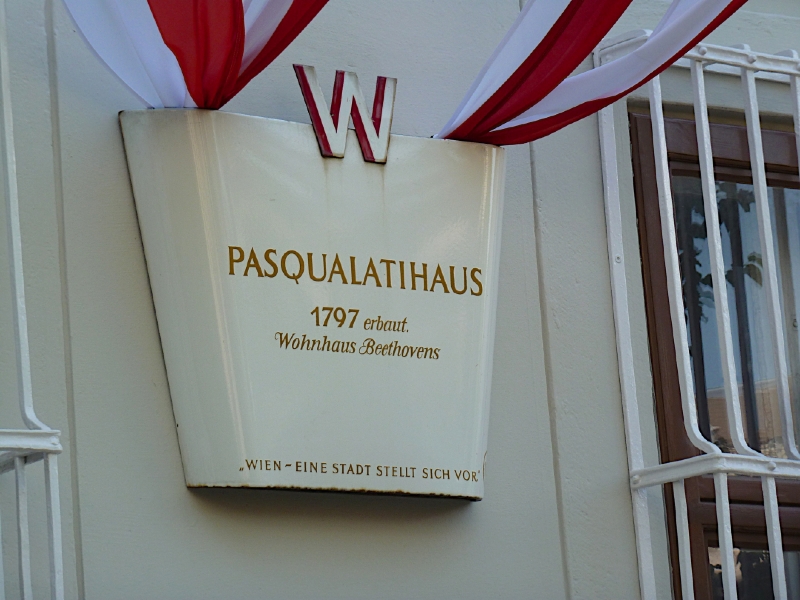 W
PASQUALATIHAUS
1797 erbaut.
Wohnhaus Beethovens
„WIEN – EINE STADT STELLT SICH VOR“